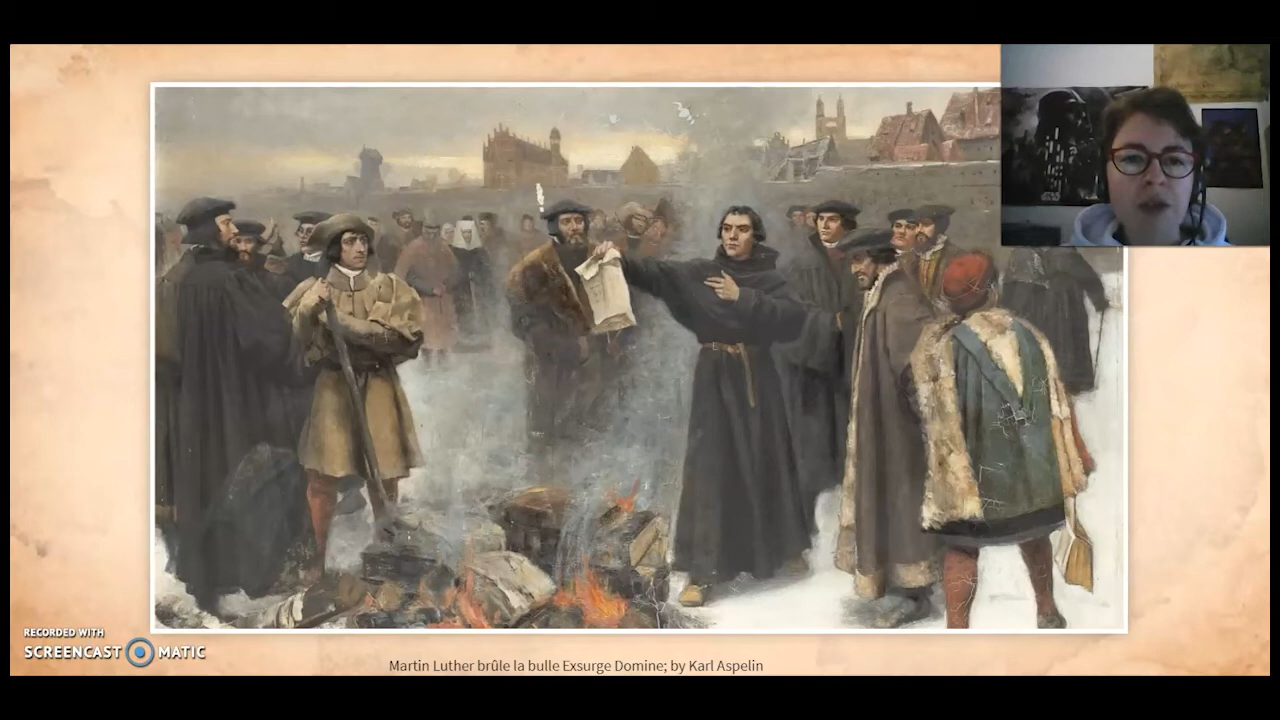 RECORDED WITH
SCREENCAST MATIC
Martin Luther brûle la bulle Exsurge Domine; by Karl Aspelin